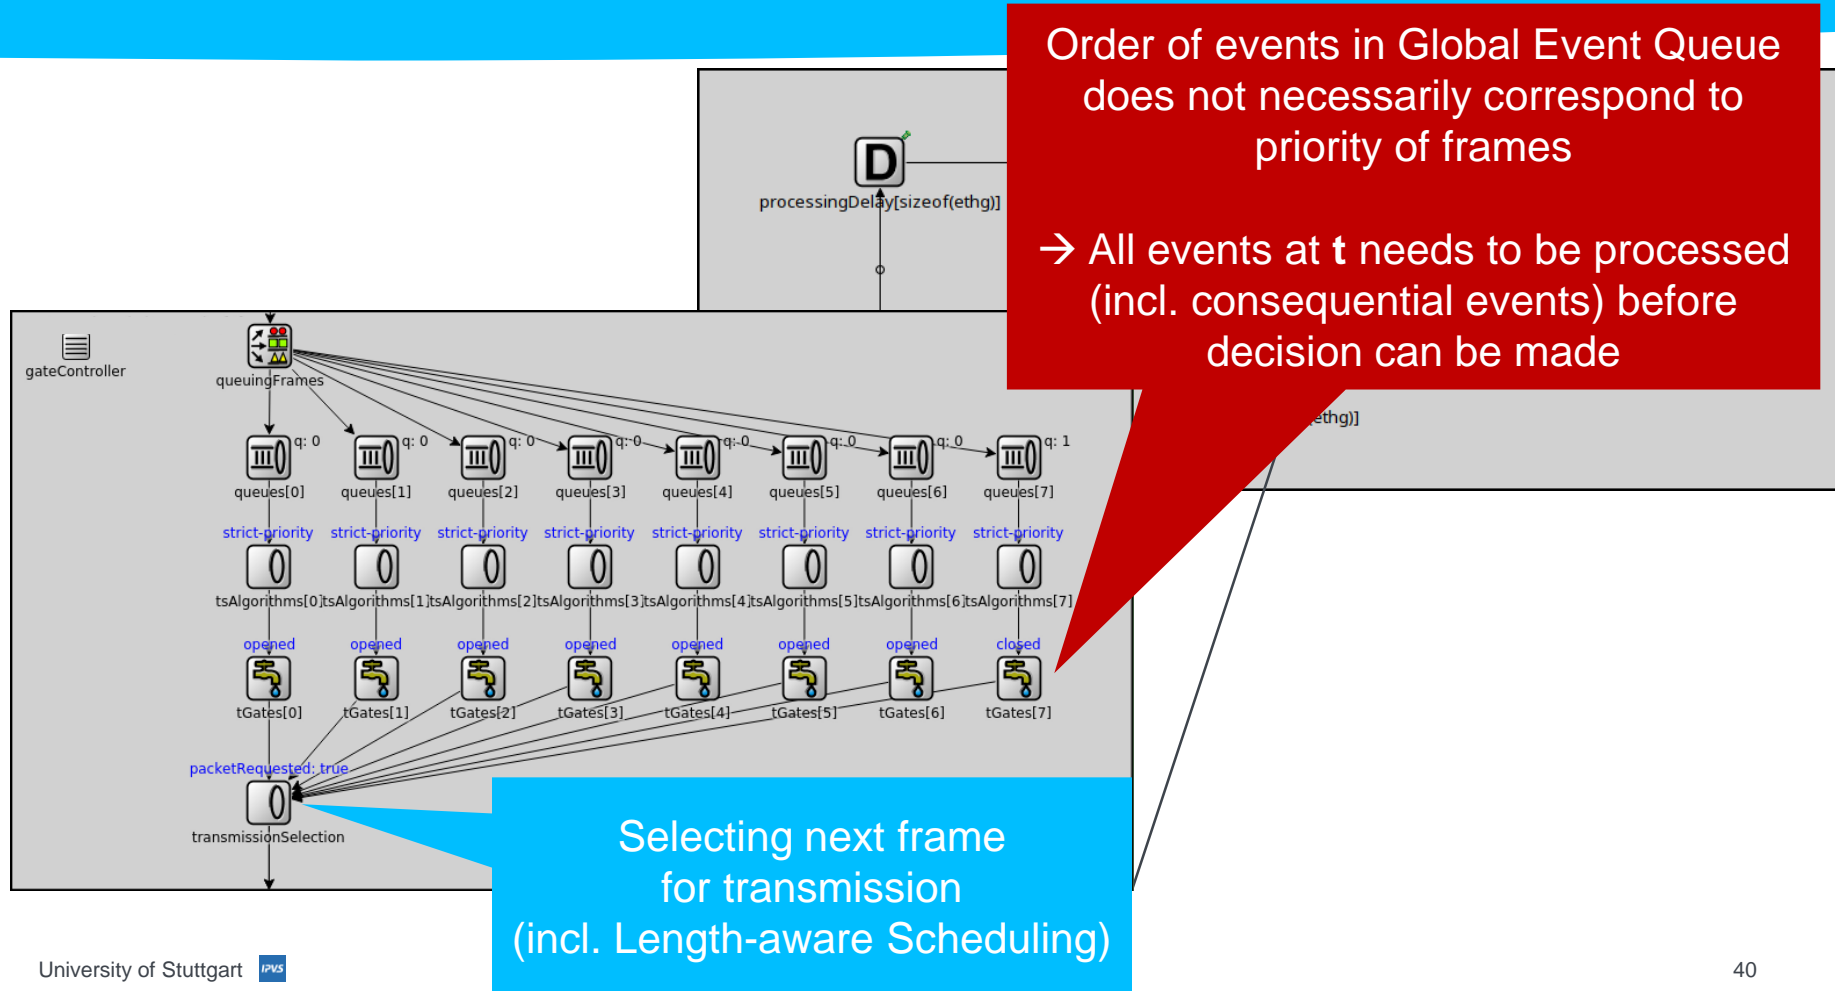 Order of events in Global Event Queue
does not necessarily correspond to
priority of frames
→ All events at t needs to be processed
(incl. consequential events) before
decision can be made
D
processingDelay[sizeof(ethg)]
ethg)]
gateController
queuingFrames
q: 0 q: 0 q: 0 q: 0 q: 0 q: 0 q: 0 q: 1
queues[0] queues[1] queues[2] queues[3] queues[4] queues[5] queues[6] queues[7]
strict-priority strict-priority strict-priority strict-priority strict-priority strict-priority strict-priority strict-priority
tsAlgorithms[0] tsAlgorithms[1] tsAlgorithms[2] tsAlgorithms[3] tsAlgorithms[4] tsAlgorithms[5] tsAlgorithms[6] tsAlgorithms[7]
opened opened opened opened opened opened opened closed
tGates[0] tGates[1] tGates[2] tGates[3] tGates[4] tGates[5] tGates[6] tGates[7]
packetRequested: true
transmissionSelection
Selecting next frame
for transmission
(incl. Length-aware Scheduling)
University of Stuttgart IPVS
40